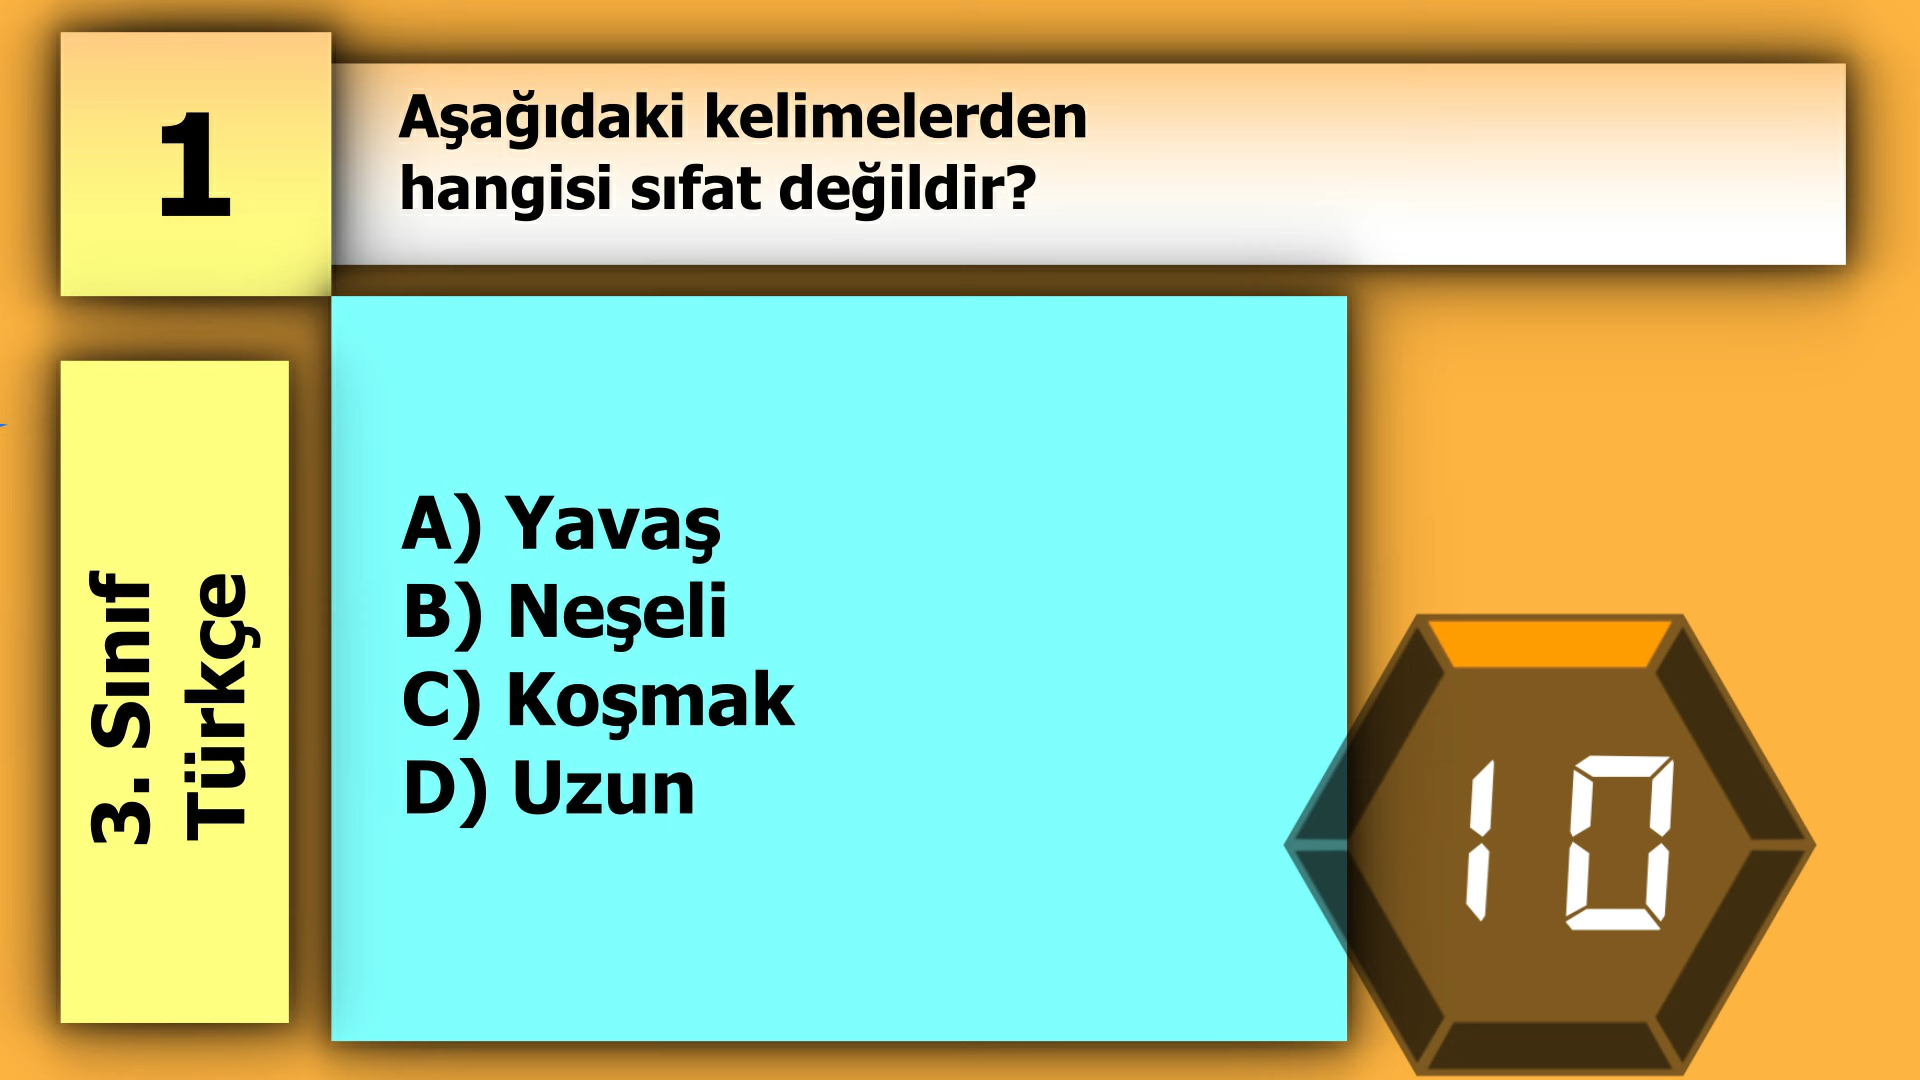 1
Aşağıdaki kelimelerden
hangisi sıfat değildir?
3. Sınıf
Türkçe
A) Yavaş
B) Neşeli
C) Koşmak
D) Uzun
10